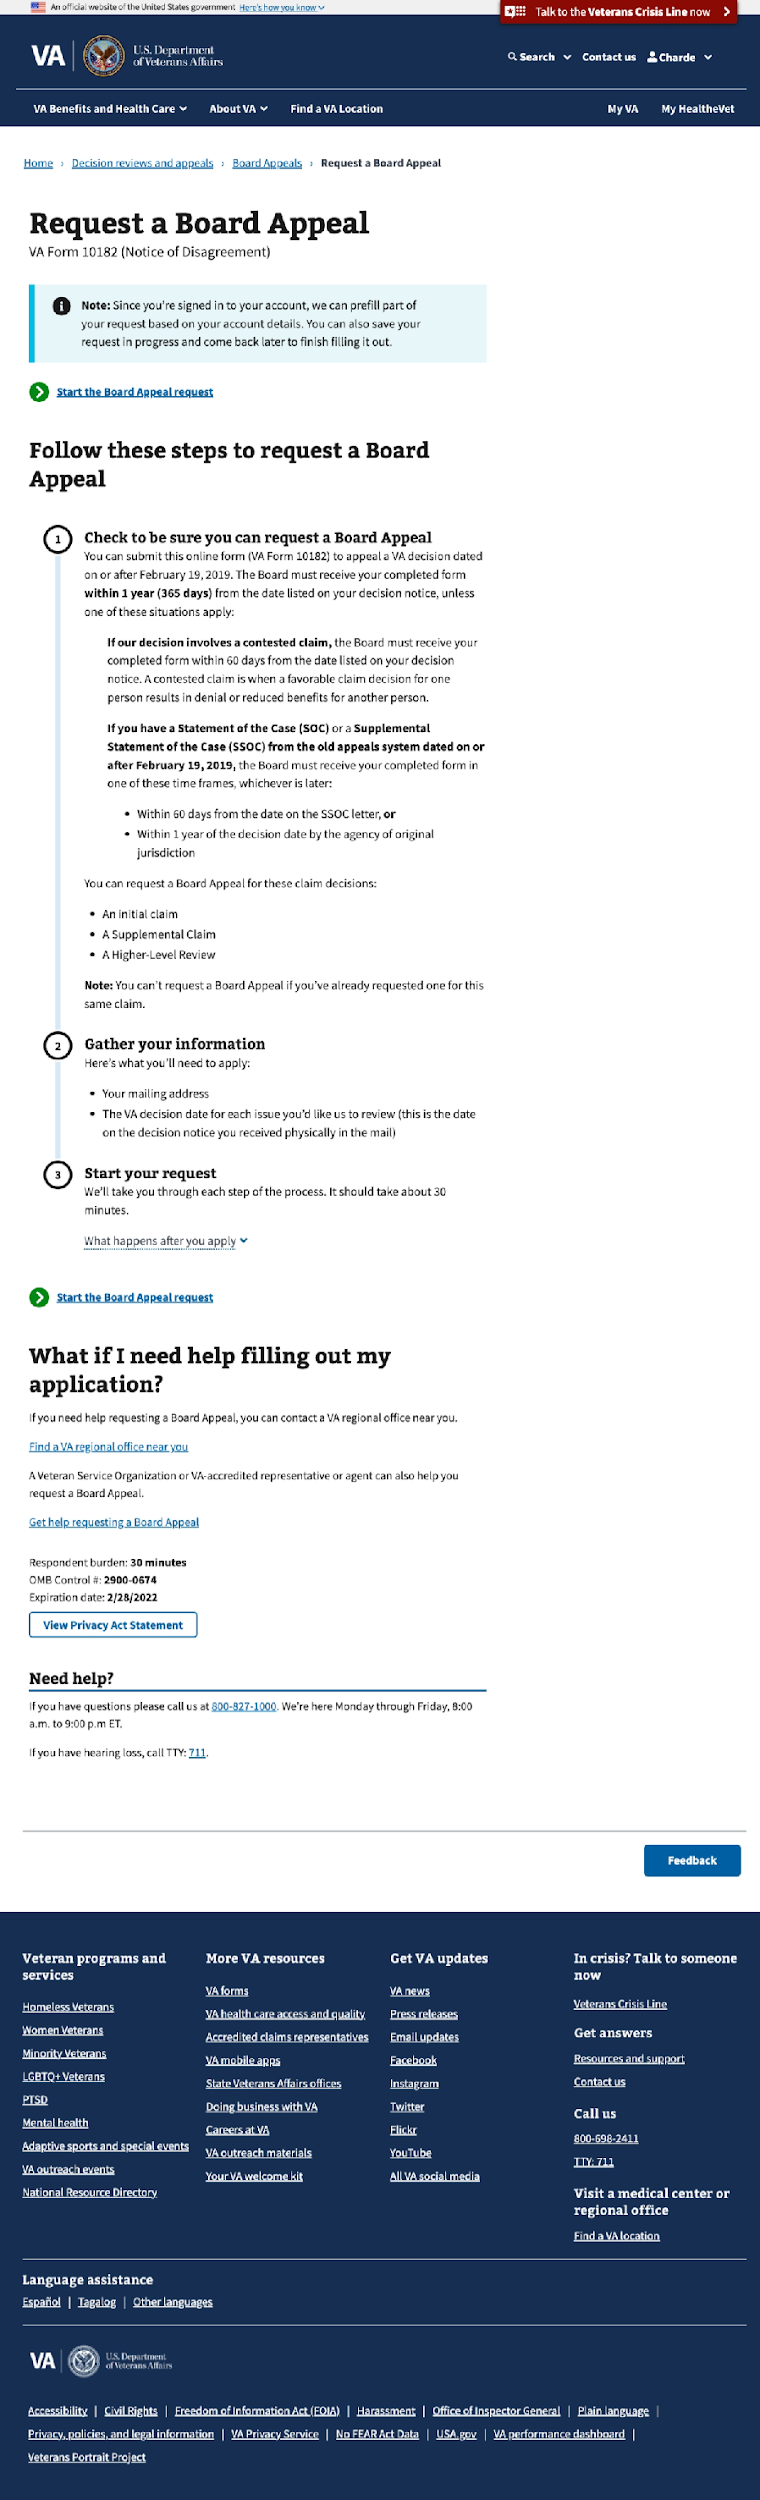 An official website of the United States government Here's how you know
Talk to the Veterans Crisis Line now
VA
U.S. Department
of Veterans Affairs
Search
Contact us
Charde
VA Benefits and Health Care
About VA
Find a VA Location
My VA
My HealtheVet
Home › Decision reviews and appeals › Board Appeals › Request a Board Appeal
Request a Board Appeal
VA Form 10182 (Notice of Disagreement)
Note: Since you're signed in to your account, we can prefill part of
your request based on your account details. You can also save your
request in progress and come back later to finish filling it out.
Start the Board Appeal request
Follow these steps to request a Board
Appeal
1
Check to be sure you can request a Board Appeal
You can submit this online form (VA Form 10182) to appeal a VA decision dated
on or after February 19, 2019. The Board must receive your completed form
within 1 year (365 days) from the date listed on your decision notice, unless
one of these situations apply:
If our decision involves a contested claim, the Board must receive your
completed form within 60 days from the date listed on your decision
notice. A contested claim is when a favorable claim decision for one
person results in denial or reduced benefits for another person.
If you have a Statement of the Case (SOC) or a Supplemental
Statement of the Case (SSOC) from the old appeals system dated on or
after February 19, 2019, the Board must receive your completed form in
one of these time frames, whichever is later:
• Within 60 days from the date on the SSOC letter, or
• Within 1 year of the decision date by the agency of original
jurisdiction
You can request a Board Appeal for these claim decisions:
• An initial claim
• A Supplemental Claim
• A Higher-Level Review
Note: You can't request a Board Appeal if you've already requested one for this
same claim.
2
Gather your information
Here's what you'll need to apply:
• Your mailing address
• The VA decision date for each issue you'd like us to review (this is the date
on the decision notice you received physically in the mail)
3
Start your request
We'll take you through each step of the process. It should take about 30
minutes.
What happens after you apply
Start the Board Appeal request
What if I need help filling out my
application?
If you need help requesting a Board Appeal, you can contact a VA regional office near you.
Find a VA regional office near you
A Veteran Service Organization or VA-accredited representative or agent can also help you
request a Board Appeal.
Get help requesting a Board Appeal
Respondent burden: 30 minutes
OMB Control #: 2900-0674
Expiration date: 2/28/2022
View Privacy Act Statement
Need help?
If you have questions please call us at 800-827-1000. We're here Monday through Friday, 8:00
a.m. to 9:00 p.m ET.
If you have hearing loss, call TTY: 711.
Feedback
Veteran programs and
services
Homeless Veterans
Women Veterans
Minority Veterans
LGBTQ+ Veterans
PTSD
Mental health
Adaptive sports and special events
VA outreach events
National Resource Directory
More VA resources
VA forms
VA health care access and quality
Accredited claims representatives
VA mobile apps
State Veterans Affairs offices
Doing business with VA
Careers at VA
VA outreach materials
Your VA welcome kit
Get VA updates
VA news
Press releases
Email updates
Facebook
Instagram
Twitter
Flickr
YouTube
All VA social media
In crisis? Talk to someone
now
Veterans Crisis Line
Get answers
Resources and support
Contact us
Call us
800-698-2411
TTY: 711
Visit a medical center or
regional office
Find a VA location
Language assistance
Español | Tagalog | Other languages
VA
U.S. Department
of Veterans Affairs
Accessibility | Civil Rights | Freedom of Information Act (FOIA) | Harassment | Office of Inspector General | Plain language |
Privacy, policies, and legal information | VA Privacy Service | No FEAR Act Data | USA.gov | VA performance dashboard |
Veterans Portrait Project